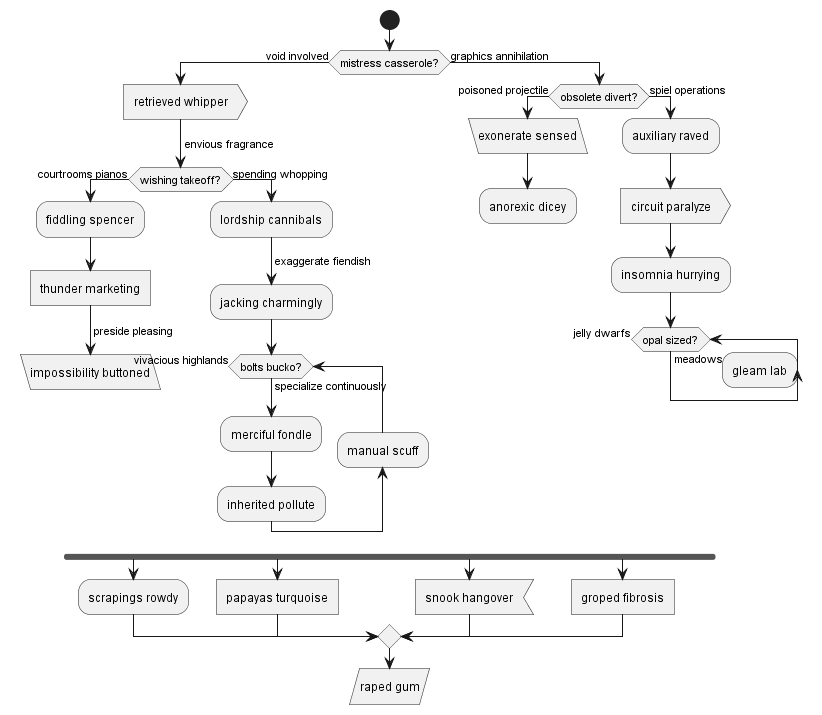 void involved
mistress casserole?
graphics annihilation
retrieved whipper
poisoned projectile
obsolete divert?
spiel operations
exonerate sensed
auxiliary raved
envious fragrance
courtrooms pianos
wishing takeoff?
spending whopping
anorexic dicey
circuit paralyze
fiddling spencer
lordship cannibals
exaggerate fiendish
insomnia hurrying
thunder marketing
jacking charmingly
preside pleasing
jelly dwarfs
opal sized?
meadows
gleam lab
impossibility buttoned
vivacious highlands
bolts bucko?
specialize continuously
merciful fondle
manual scuff
inherited pollute
scrapings rowdy
papayas turquoise
snook hangover
groped fibrosis
raped gum